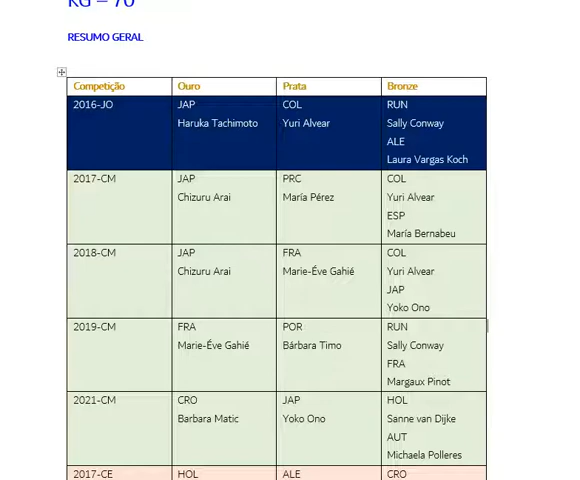 KG – 70
RESUMO GERAL
Competição Ouro Prata Bronze
2016-JO JAP COL RUN
Haruka Tachimoto Yuri Alvear Sally Conway
ALE
Laura Vargas Koch
2017-CM JAP PRC COL
Chizuru Arai María Pérez Yuri Alvear
ESP
María Bernabeu
2018-CM JAP FRA COL
Chizuru Arai Marie-Éve Gahié Yuri Alvear
JAP
Yoko Ono
2019-CM FRA POR RUN
Marie-Éve Gahié Bárbara Timo Sally Conway
FRA
Margaux Pinot
2021-CM CRO JAP HOL
Barbara Matic Yoko Ono Sanne van Dijke
AUT
Michaela Polleres
2017-CE HOL ALE CRO